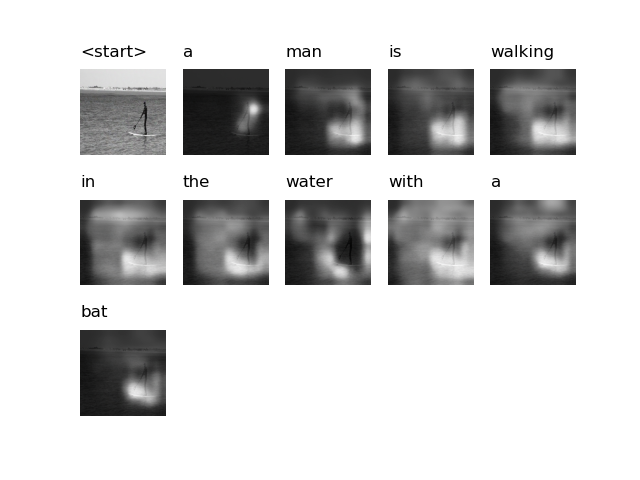 <start> a man is walking
in the water with a
bat